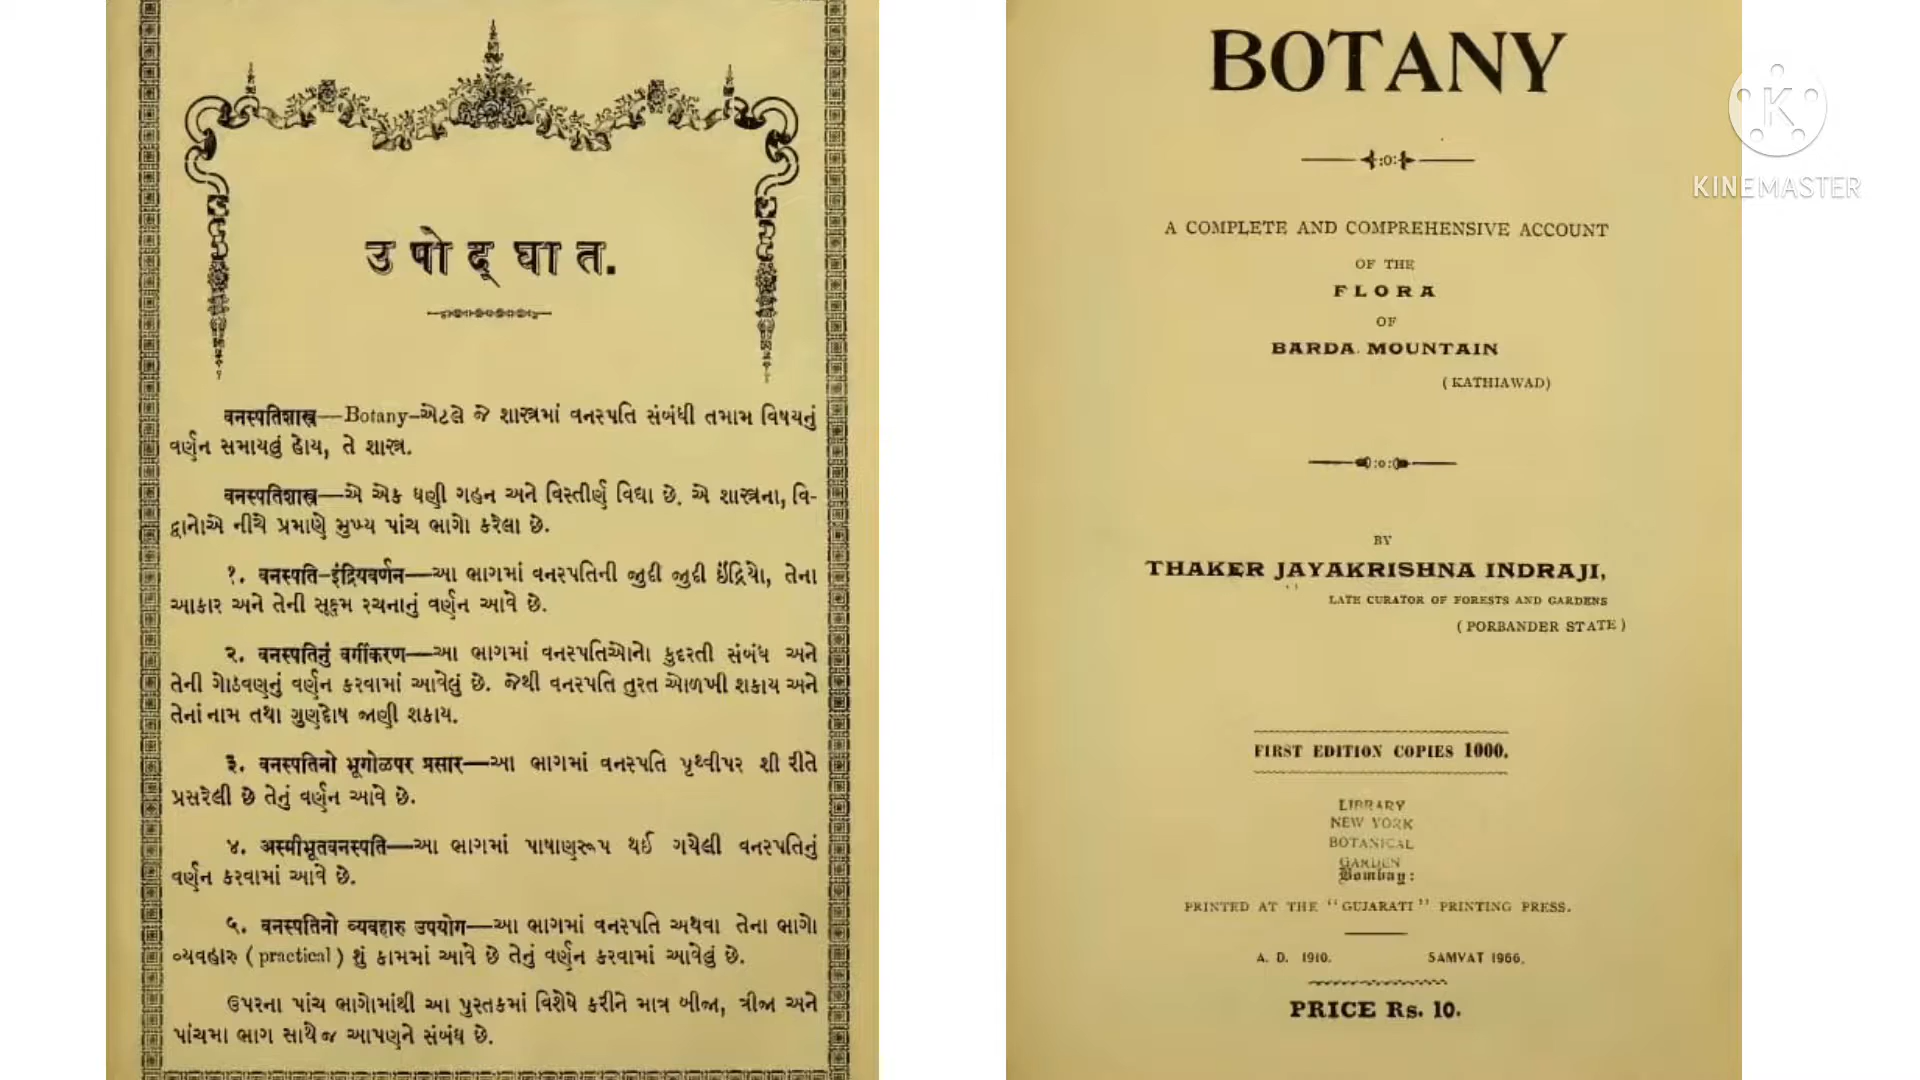 उपोद्घात.
वनस्पतिशास्त्र—Botany–એટલે જે શાસ્ત્રમાં વનસ્પતિ સંબંધી તમામ વિષયનું
વર્ણન સમાયલું હોય, તે શાસ્ત્ર.
वनस्पतिशास्त्र—એ એક ઘણી ગહન અને વિસ્તીર્ણ વિદ્યા છે. એ શાસ્ત્રના, વિ-
દ્વાનોએ નીચે પ્રમાણે મુખ્ય પાંચ ભાગો કરેલા છે.
१. वनस्पति-इंद्रियवर्णन—આ ભાગમાં વનસ્પતિની જુદી જુદી ઇંદ્રિયો, તેના
આકાર અને તેની સૂક્ષ્મ રચનાનું વર્ણન આવે છે.
२. वनस्पतिनुं वर्गीकरण—આ ભાગમાં વનસ્પતિઓનો કુદરતી સંબંધ અને
તેની ગોઠવણનું વર્ણન કરવામાં આવેલું છે. જેથી વનસ્પતિ તુરત ઓળખી શકાય અને
તેનાં નામ તથા ગુણદોષ જાણી શકાય.
३. वनस्पतिनो भूगोळपर प्रसार—આ ભાગમાં વનસ્પતિ પૃથ્વીપર શી રીતે
પ્રસરેલી છે તેનું વર્ણન આવે છે.
४. अस्मीभूतवनस्पति—આ ભાગમાં પાષાણરૂપ થઈ ગયેલી વનસ્પતિનું
વર્ણન કરવામાં આવે છે.
५. वनस्पतिनो व्यवहारु उपयोग—આ ભાગમાં વનસ્પતિ અથવા તેના ભાગો
વ્યવહારુ (practical) શું કામમાં આવે છે તેનું વર્ણન કરવામાં આવેલું છે.
ઉપરના પાંચ ભાગોમાંથી આ પુસ્તકમાં વિશેષે કરીને માત્ર બીજા, ત્રીજા અને
પાંચમા ભાગ સાથેજ આપણને સંબંધ છે.
BOTANY
:o:
A COMPLETE AND COMPREHENSIVE ACCOUNT
OF THE
FLORA
OF
BARDA MOUNTAIN
(KATHIAWAD)
:o:
BY
THAKER JAYAKRISHNA INDRAJI,
LATE CURATOR OF FORESTS AND GARDENS
(PORBANDER STATE)
FIRST EDITION COPIES 1000.
LIBRARY
NEW YORK
BOTANICAL
GARDEN
Bombay:
PRINTED AT THE "GUJARATI" PRINTING PRESS.
A. D. 1910. SAMVAT 1966.
PRICE Rs. 10.
K
KINEMASTER